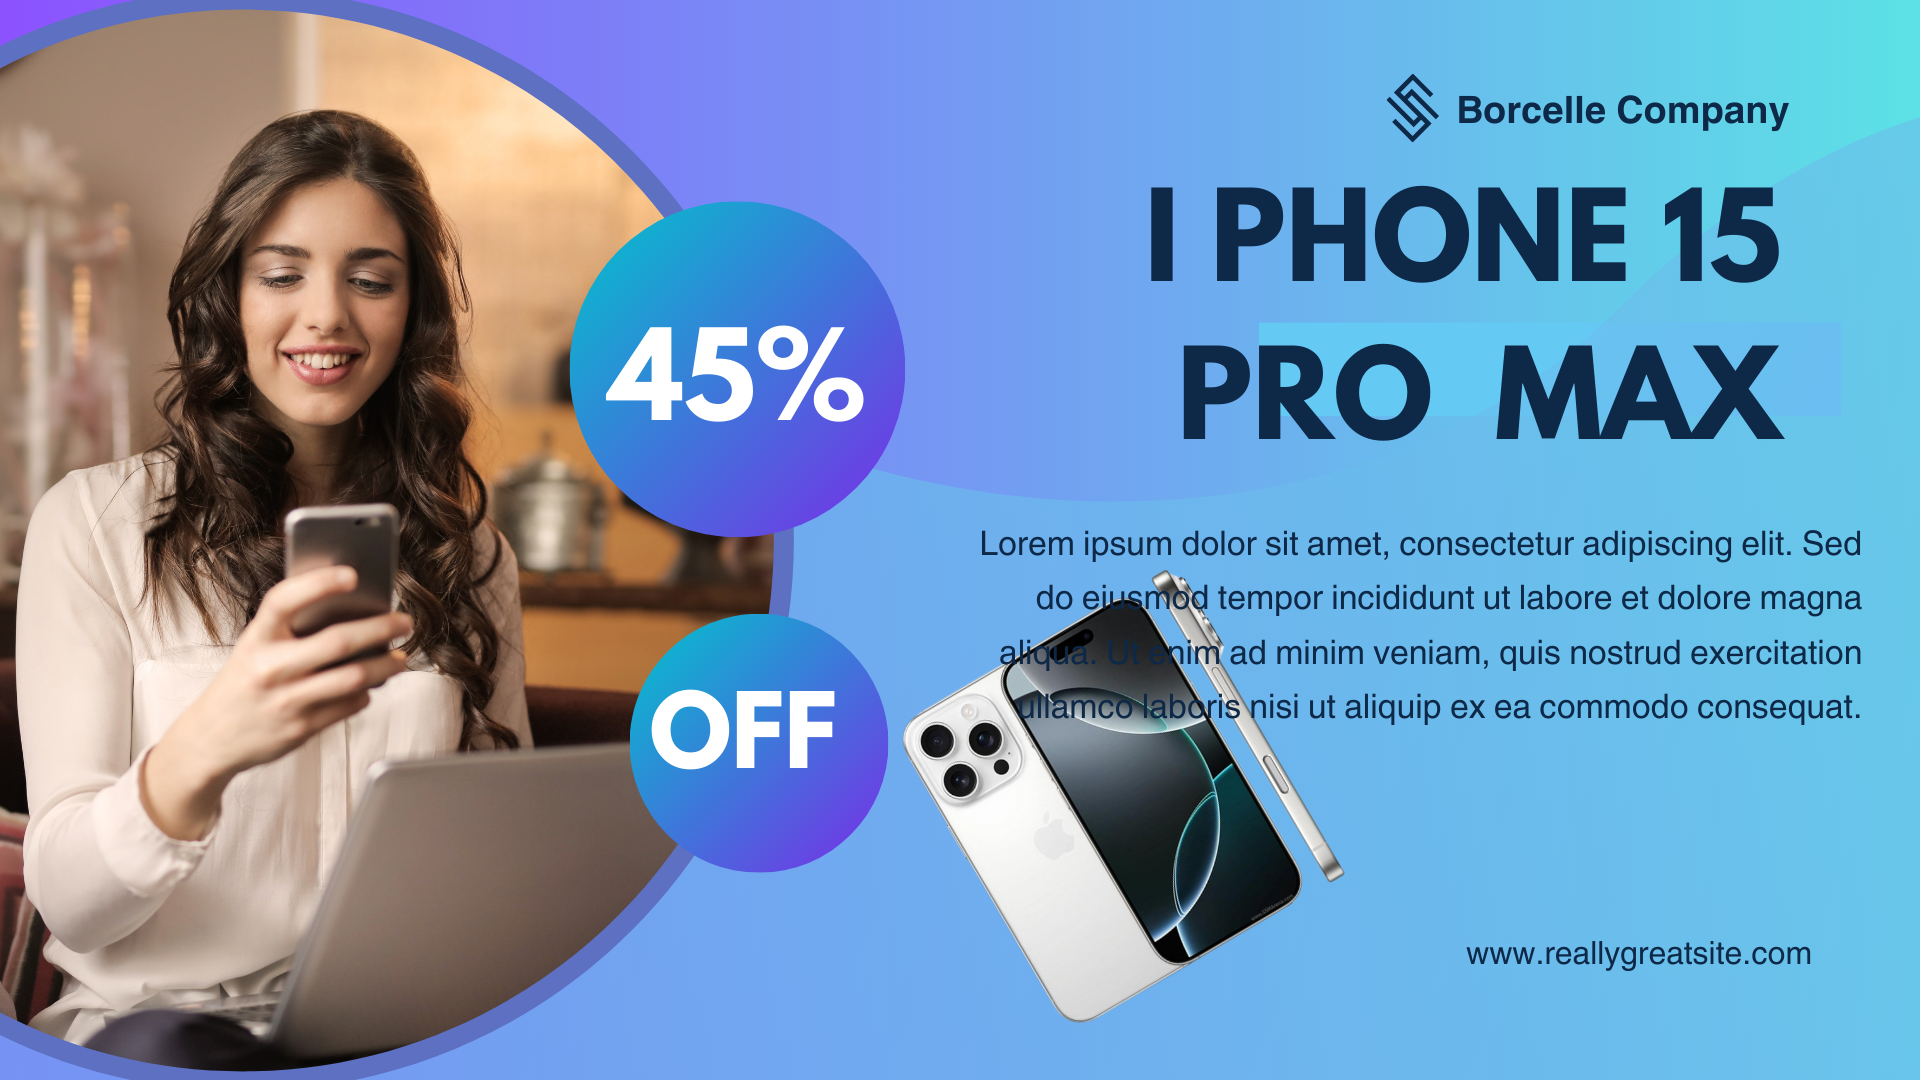 Borcelle Company
I PHONE 15
PRO MAX
45%
OFF
Lorem ipsum dolor sit amet, consectetur adipiscing elit. Sed
do eiusmod tempor incididunt ut labore et dolore magna
aliqua. Ut enim ad minim veniam, quis nostrud exercitation
ullamco laboris nisi ut aliquip ex ea commodo consequat.
www.reallygreatsite.com